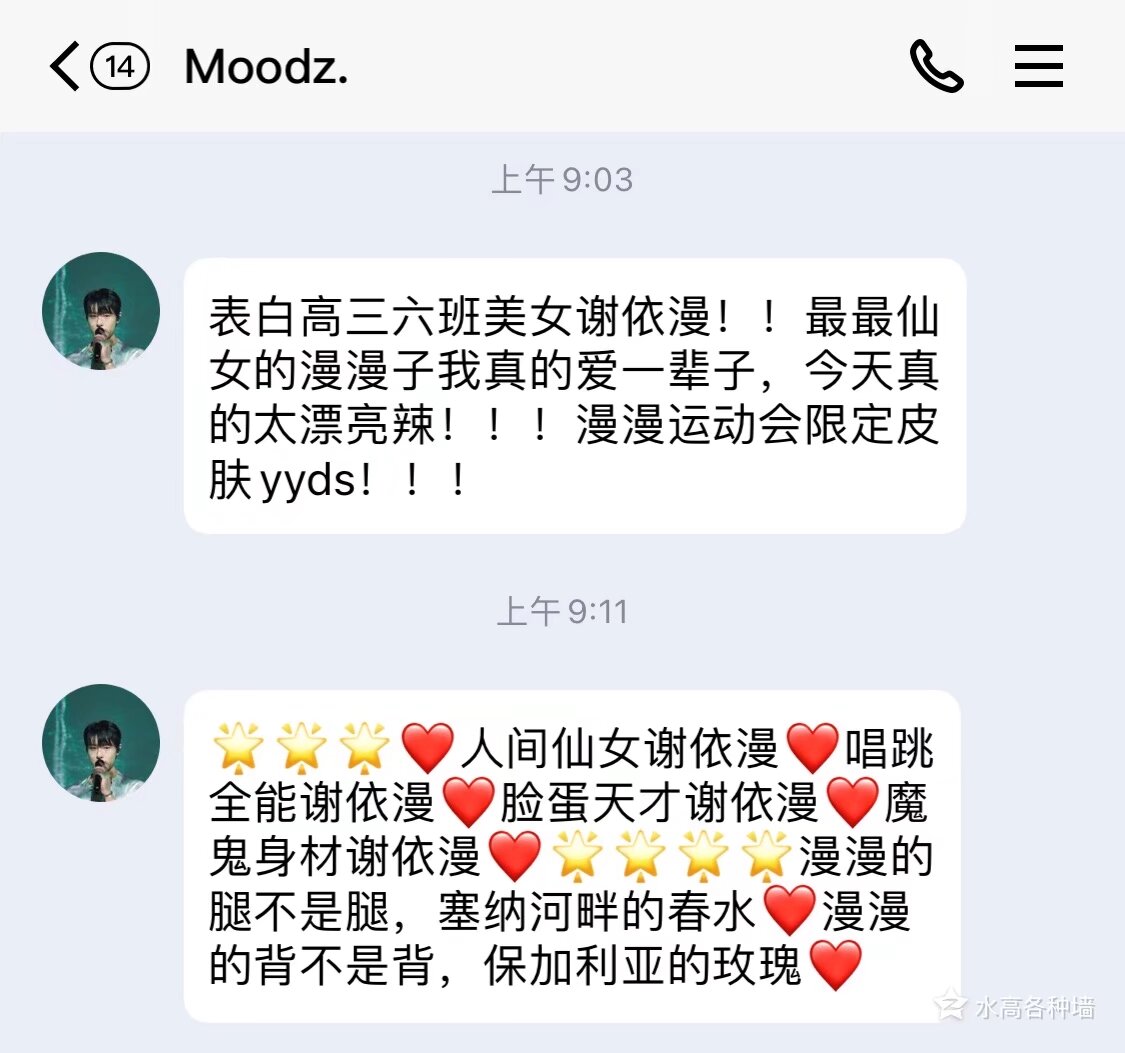 14 Moodz.
上午 9:03
表白高三六班美女谢依漫！！最最仙
女的漫漫子我真的爱一辈子，今天真
的太漂亮辣！！！漫漫运动会限定皮
肤yyds！！！
上午 9:11
🌟🌟🌟❤️人间仙女谢依漫❤️唱跳
全能谢依漫❤️脸蛋天才谢依漫❤️魔
鬼身材谢依漫❤️🌟🌟🌟🌟漫漫的
腿不是腿，塞纳河畔的春水❤️漫漫
的背不是背，保加利亚的玫瑰❤️
水高各种墙